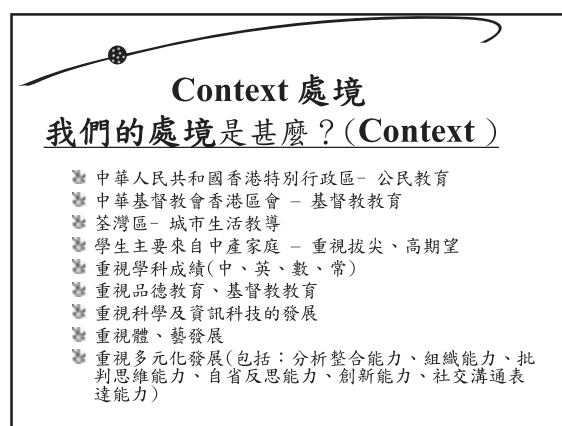 Context 處境
我們的處境是甚麼？(Context )
中華人民共和國香港特別行政區- 公民教育
中華基督教會香港區會 – 基督教教育
荃灣區- 城市生活教導
學生主要來自中產家庭 – 重視拔尖、高期望
重視學科成績(中、英、數、常)
重視品德教育、基督教教育
重視科學及資訊科技的發展
重視體、藝發展
重視多元化發展(包括：分析整合能力、組織能力、批
判思維能力、自省反思能力、創新能力、社交溝通表
達能力)